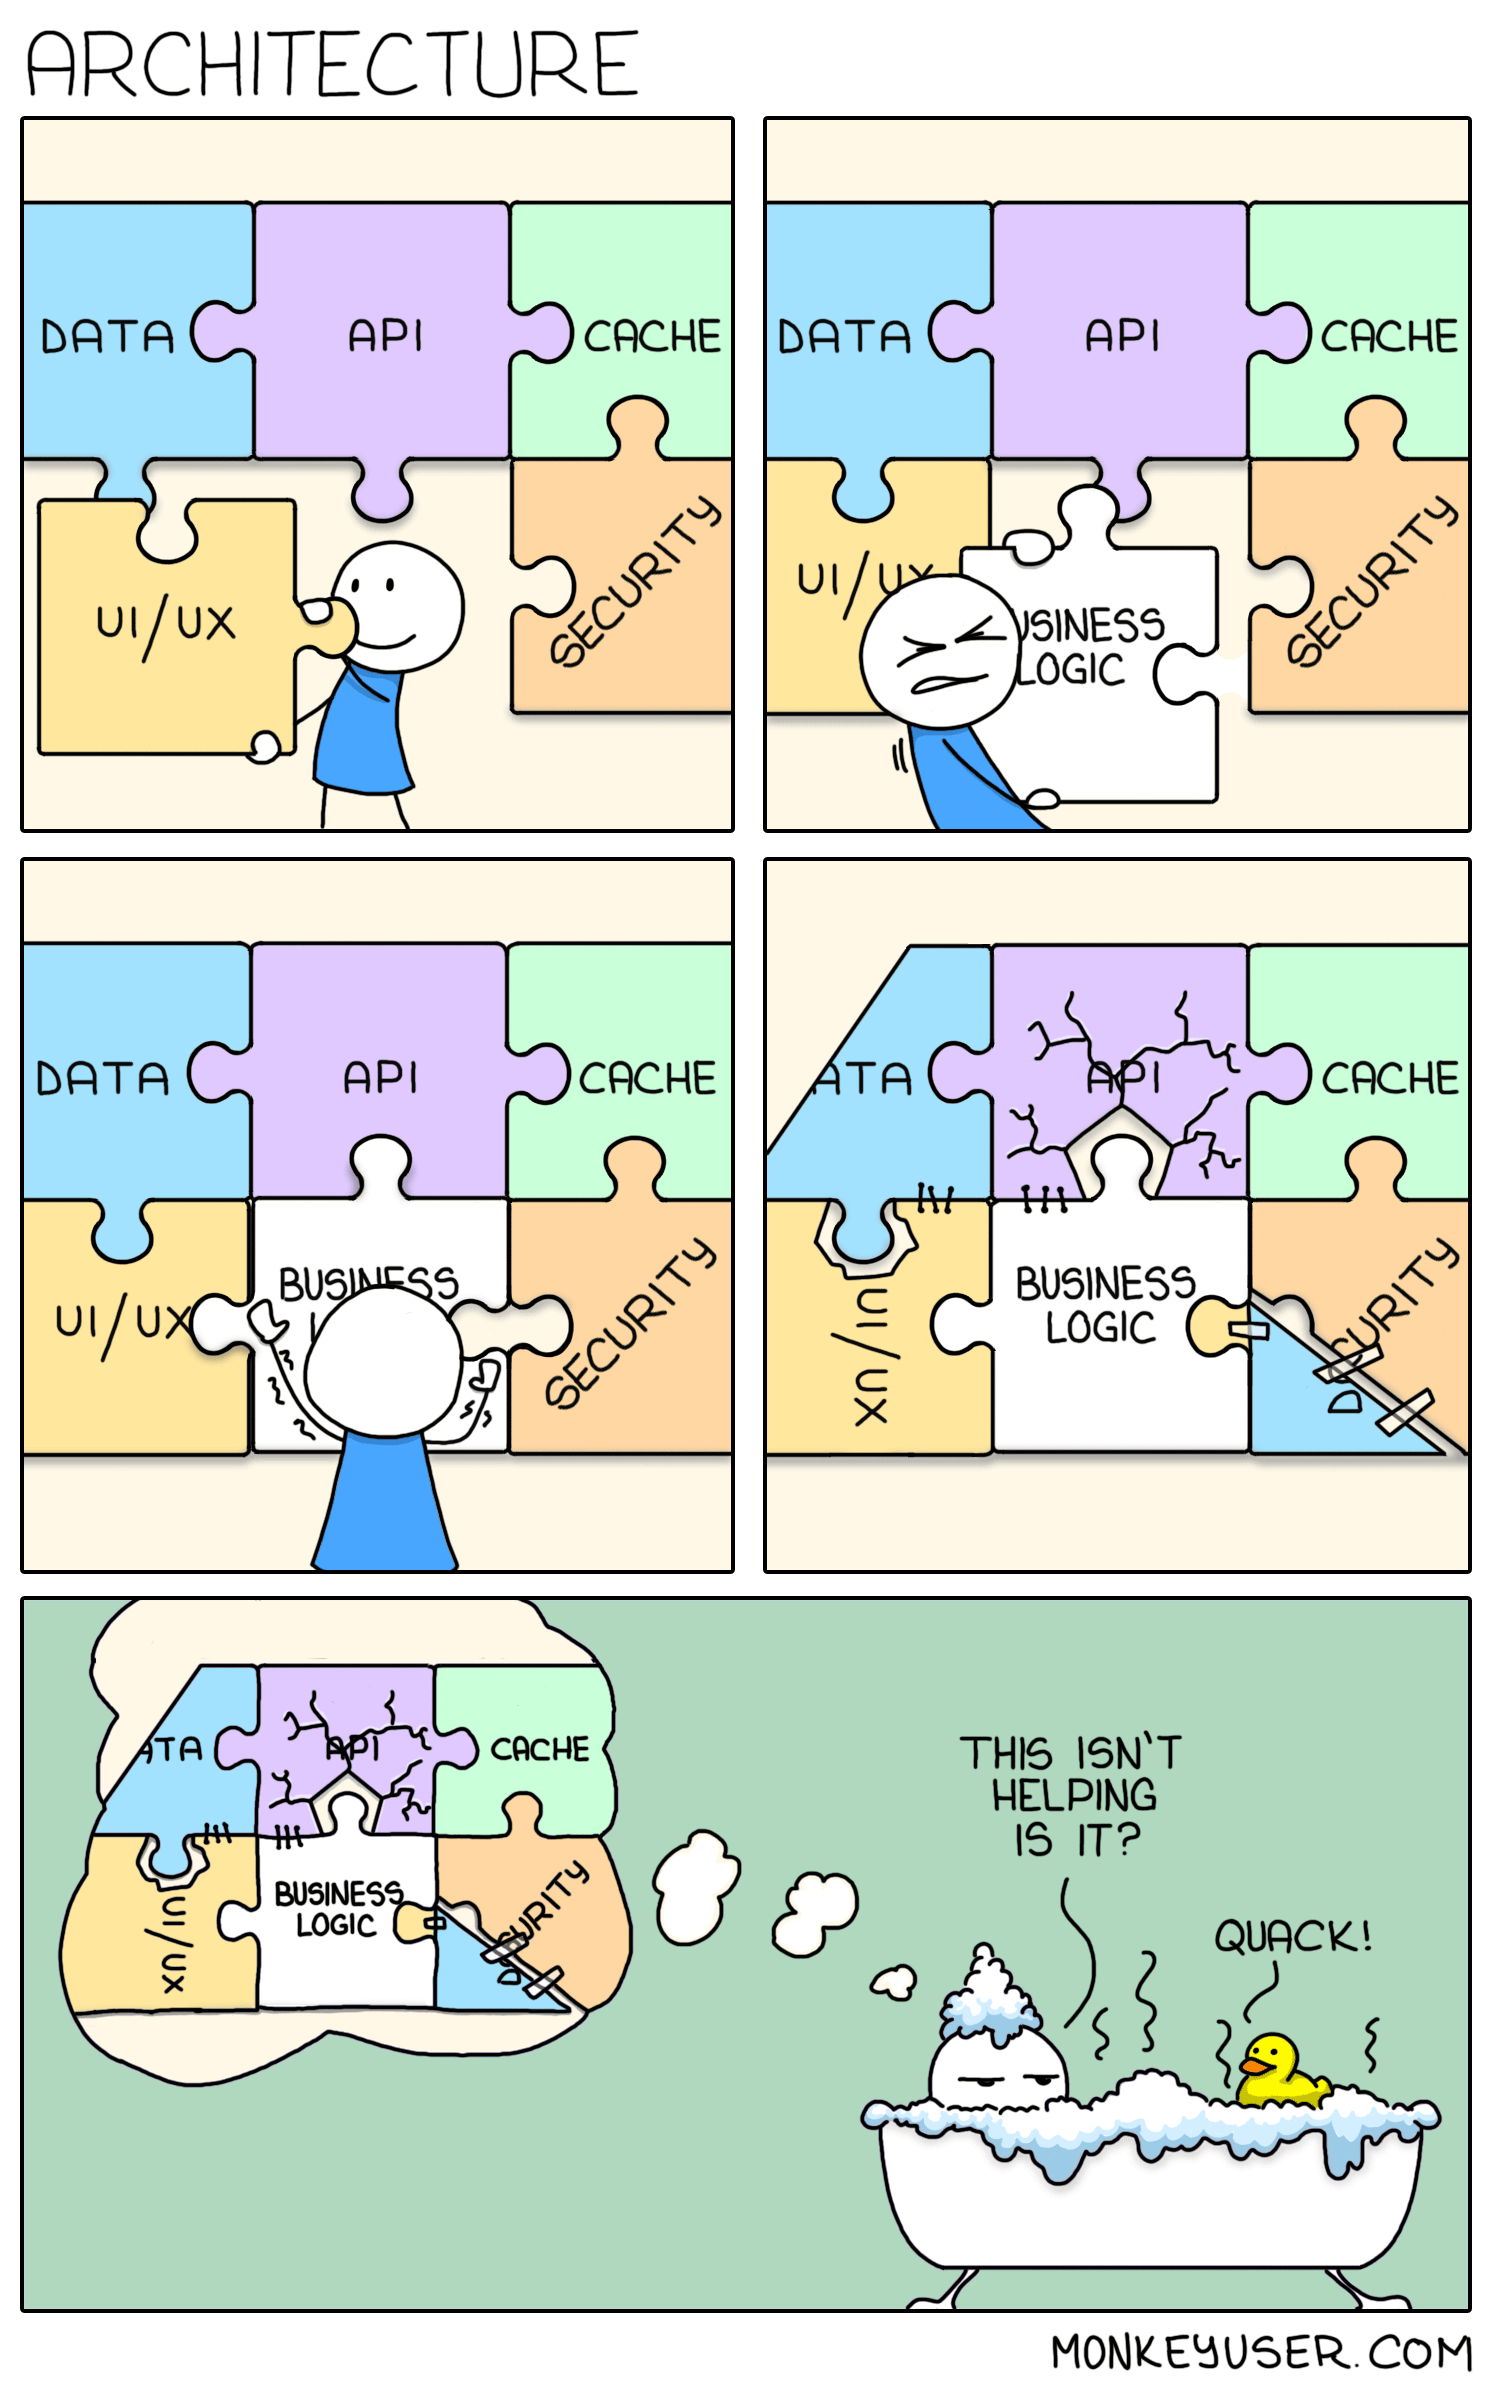 ARCHITECTURE
DATA
API
CACHE
UI/UX
SECURITY
DATA
API
CACHE
UI/UX
USINESS
LOGIC
SECURITY
DATA
API
CACHE
UI/UX
BUSINESS
L
SECURITY
ATA
API
CACHE
UI/UX
BUSINESS
LOGIC
D
CURITY
ATA
API
CACHE
UI/UX
BUSINESS
LOGIC
D
URITY
THIS ISN'T
HELPING
IS IT?
QUACK!
MONKEYUSER.COM